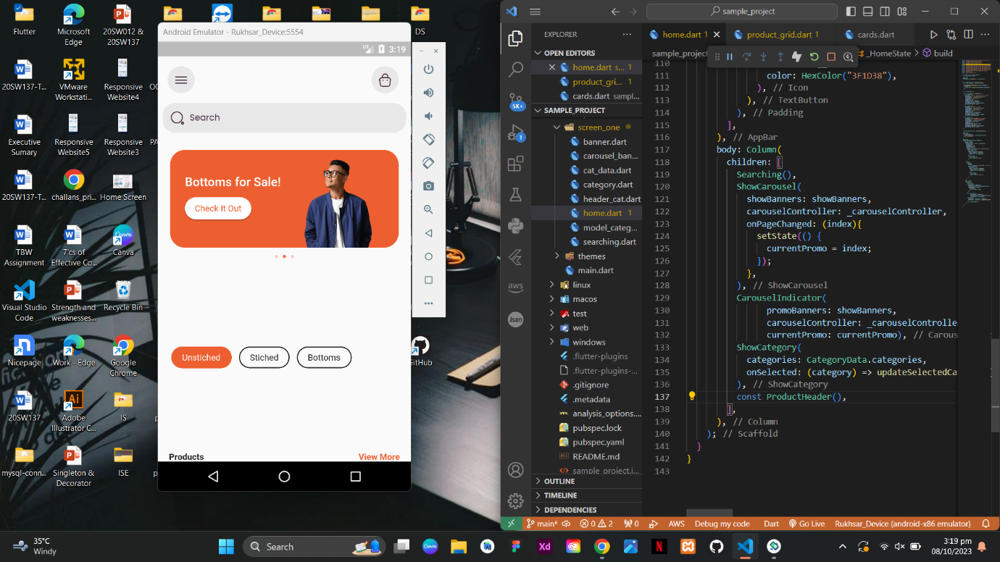 Flutter
Microsoft
Edge
20SW012 &
20SW137
DS
20SW137-T...
VMware
Workstati...
Responsive
Website4
Executive
Sumary
Responsive
Website5
Responsive
Website3
20SW137-T...
challans_pri...
Home Screen
TBW
Assignment
7'cs of
Effective Co...
Canva
Visual Studio
Code
Strength and
weaknesses...
Recycle Bin
Nicepage
Work - Edge
Google
Chrome
20SW137
Adobe
Illustrator C...
IS
mysql-conn...
Singleton &
Decorator
ISE
Android Emulator - Rukhsar_Device:5554
LTE 3:19
Search
Bottoms for Sale!
Check It Out
Unstiched Stiched Bottoms
Products View More
sample_project
EXPLORER
OPEN EDITORS
home.dart s... 1
product_gri... 1
cards.dart sampl...
SAMPLE_PROJECT
screen_one
banner.dart
carousel_ban...
cat_data.dart
category.dart
header_cat.dart
home.dart 1
model_categ...
searching.dart
themes
main.dart
linux
macos
test
web
windows
.flutter-plugins
.flutter-plugins-...
.gitignore
.metadata
analysis_options....
pubspec.lock
pubspec.yaml
README.md
sample_project.i...
OUTLINE
TIMELINE
DEPENDENCIES
5K+
1
aws
Json
home.dart 1 product_grid.dart 1 cards.dart
sample_project _HomeState > build
110
111 color: HexColor("3F1D38"),
112 ), // Icon
113 ), // TextButton
114 ), // Padding
115 ],
116 ), // AppBar
117 body: Column(
118 children: [
119 Searching(),
120 ShowCarousel(
121 showBanners: showBanners,
122 carouselController: _carouselController,
123 onPageChanged: (index){
124 setState(() {
125 currentPromo = index;
126 });
127 },
128 ), // ShowCarousel
129 CarouselIndicator(
130 promoBanners: showBanners,
131 carouselController: _carouselControlle
132 currentPromo: currentPromo), // Carous
133 ShowCategory(
134 categories: CategoryData.categories,
135 onSelected: (category) => updateSelectedCa
136 ), // ShowCategory
137 const ProductHeader(),
138 ],
139 ), // Column
140 ); // Scaffold
141 }
142 }
143
main* 0 2 0 AWS Debug my code Dart Go Live Rukhsar_Device (android-x86 emulator)
35°C
Windy
Search
Xd
3:19 pm
08/10/2023